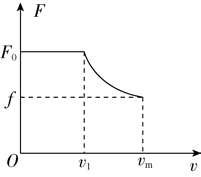 F
F₀
f
O v₁ vₘ v